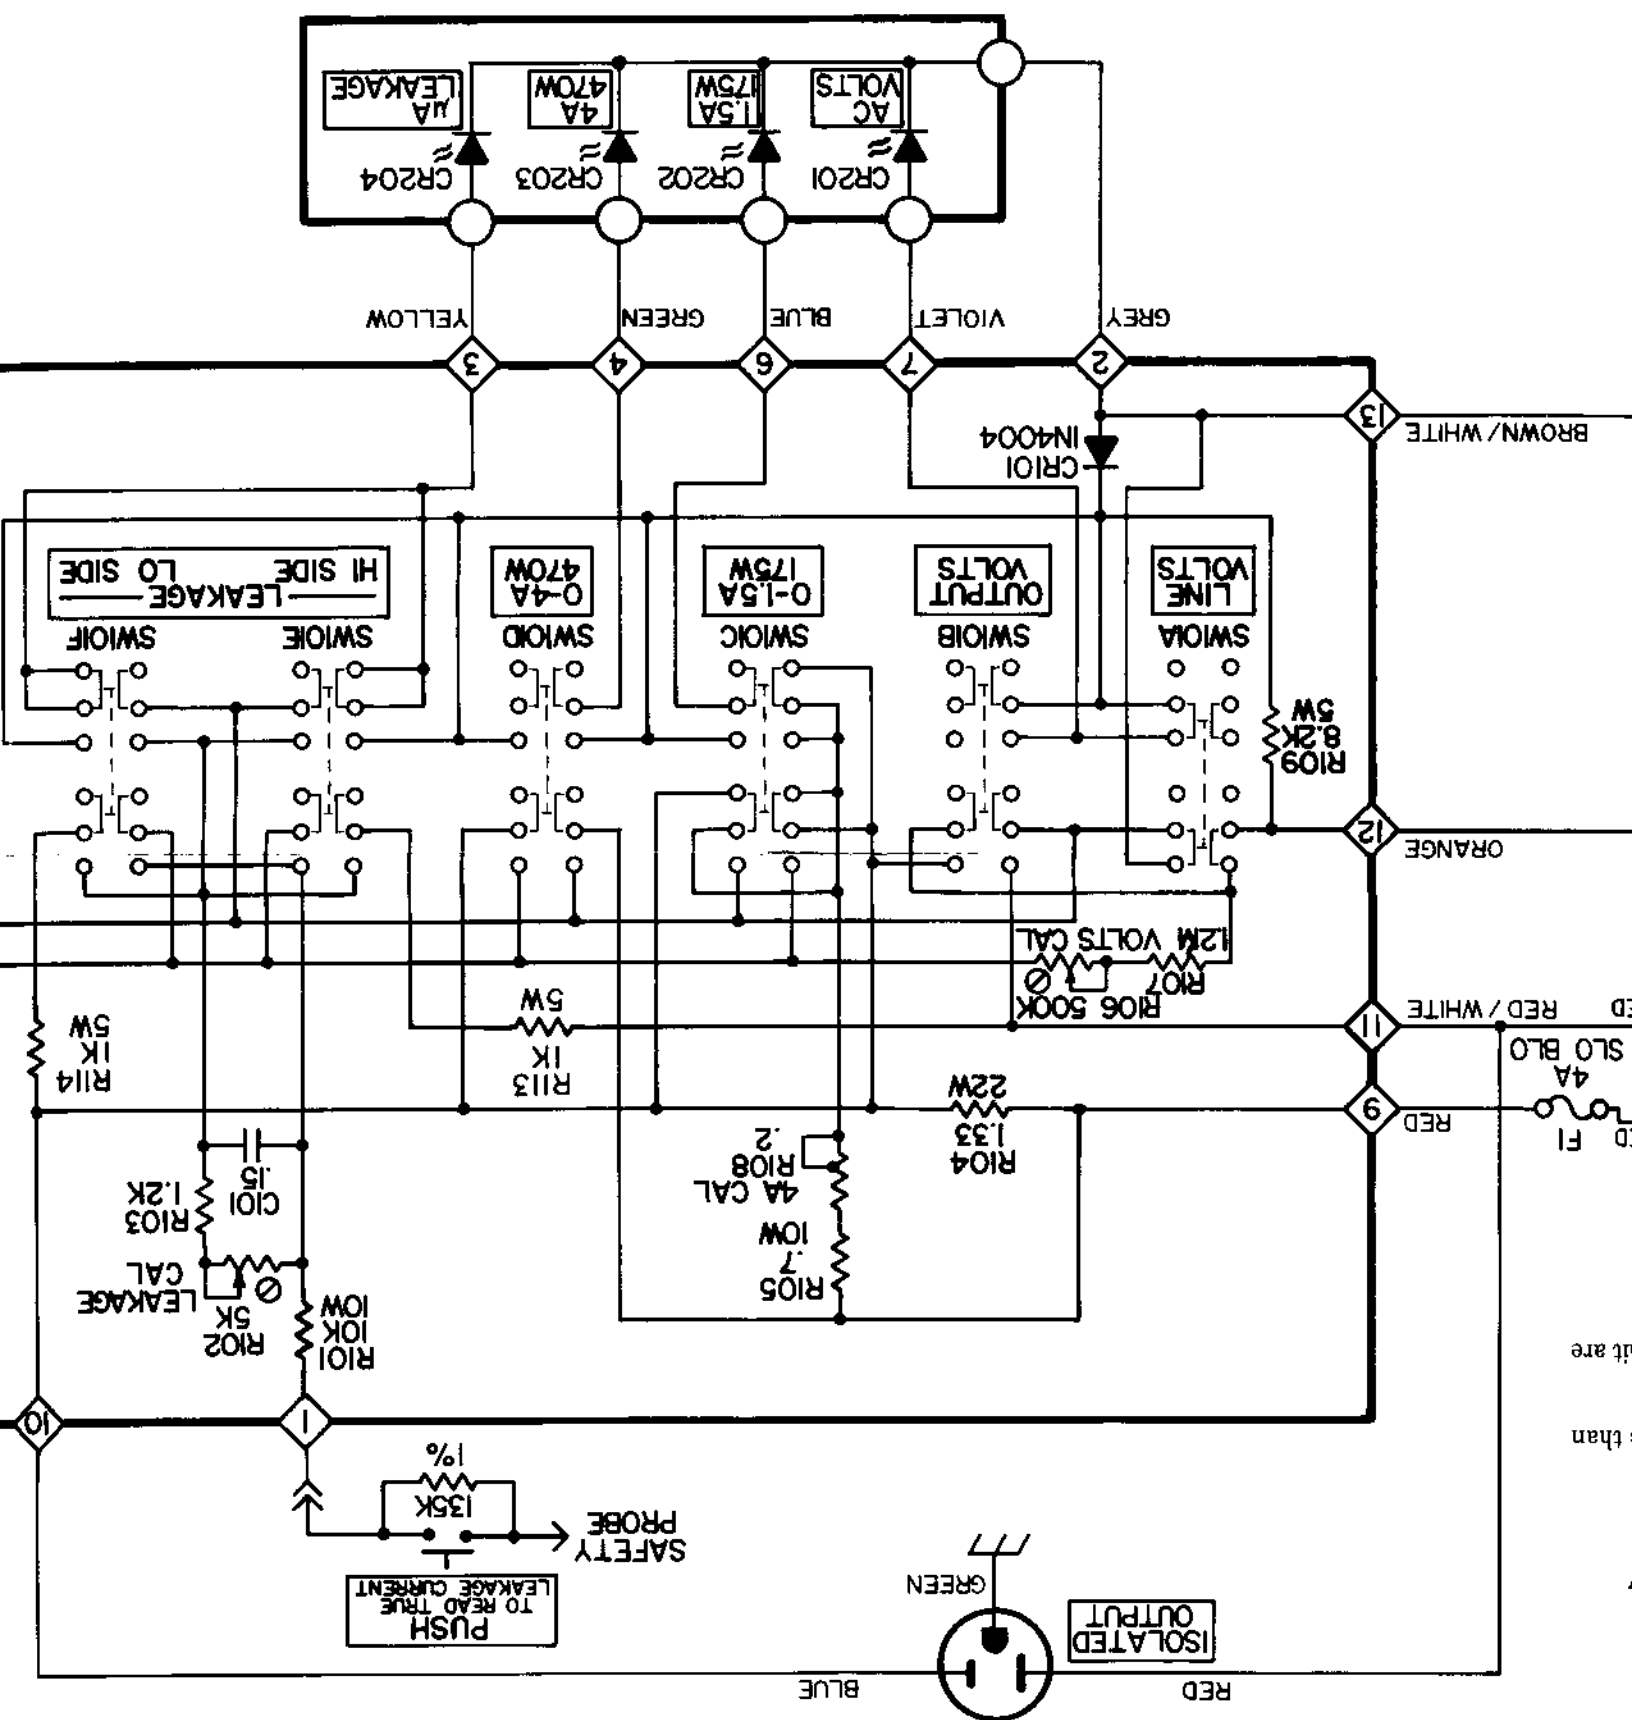 RED
BLUE
ISOLATED
OUTPUT
GREEN
PUSH
TO READ TRUE
LEAKAGE CURRENT
SAFETY
PROBE
135K
1%
than
are
1
10
R101
10K
10W
R102
5K
LEAKAGE
CAL
R105
.7
10W
4A CAL
R108
.2
C101
.15
R103
1.2K
F1
4A
SLO BLO
RED
9
R104
1.33
22W
R113
1K
5W
R114
1K
5W
RED / WHITE
11
R107
1.2M
R106 500K
VOLTS CAL
ORANGE
12
R109
8.2K
5W
SW101A
LINE
VOLTS
SW101B
OUTPUT
VOLTS
SW101C
0-1.5A
175W
SW101D
0-4A
470W
SW101E
SW101F
LEAKAGE
HI SIDE
LO SIDE
CR101
1N4004
BROWN / WHITE
13
2
7
6
4
3
GREY
VIOLET
BLUE
GREEN
YELLOW
CR201
CR202
CR203
CR204
AC
VOLTS
1.5A
175W
4A
470W
µA
LEAKAGE